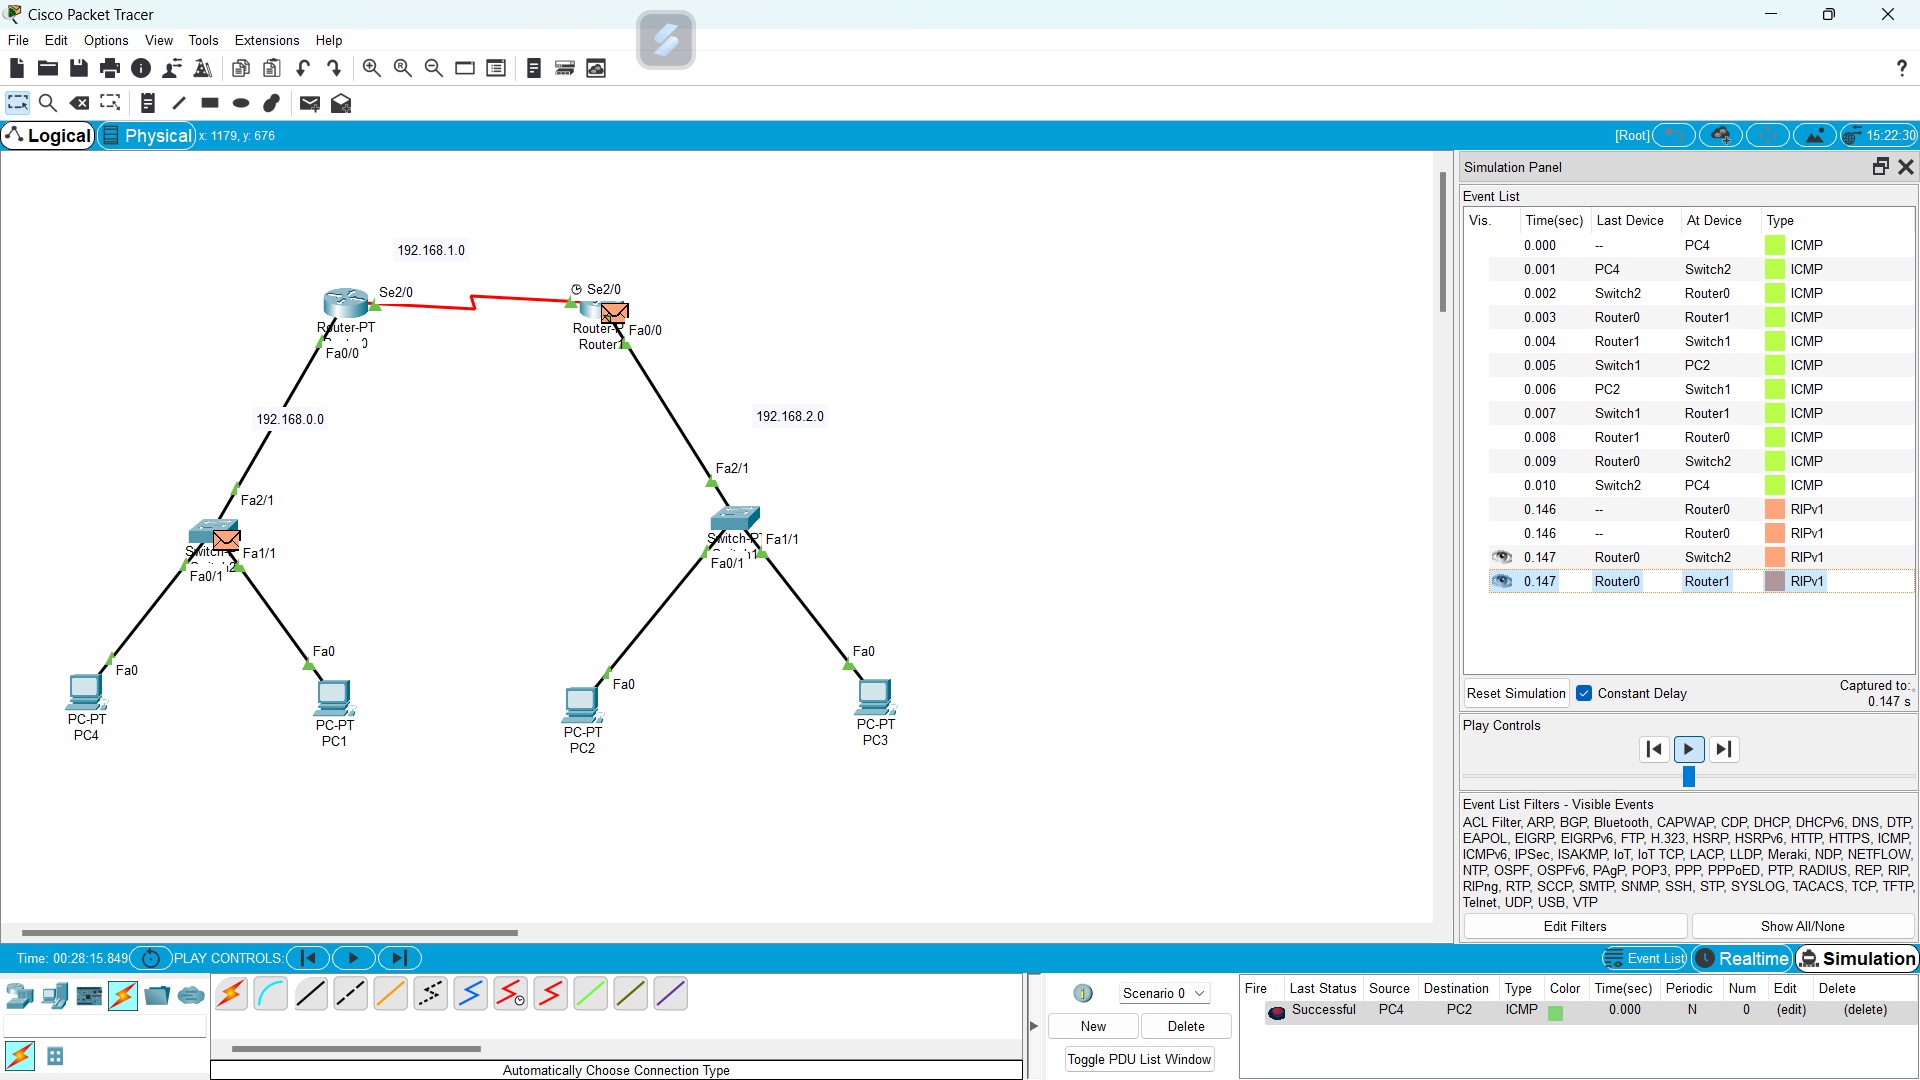 Cisco Packet Tracer
File Edit Options View Tools Extensions Help
?
Logical Physical x: 1179, y: 676 [Root] 15:22:30
192.168.1.0
Se2/0
Se2/0
Router-PT
Fa0/0
Fa0/0
Router1
192.168.0.0
192.168.2.0
Fa2/1
Fa2/1
Fa1/1
Fa0/1
Fa1/1
Fa0/1
Fa0
Fa0
Fa0
Fa0
PC-PT
PC4
PC-PT
PC1
PC-PT
PC2
PC-PT
PC3
Simulation Panel
Event List
Vis. Time(sec) Last Device At Device Type
0.000 -- PC4 ICMP
0.001 PC4 Switch2 ICMP
0.002 Switch2 Router0 ICMP
0.003 Router0 Router1 ICMP
0.004 Router1 Switch1 ICMP
0.005 Switch1 PC2 ICMP
0.006 PC2 Switch1 ICMP
0.007 Switch1 Router1 ICMP
0.008 Router1 Router0 ICMP
0.009 Router0 Switch2 ICMP
0.010 Switch2 PC4 ICMP
0.146 -- Router0 RIPv1
0.146 -- Router0 RIPv1
0.147 Router0 Switch2 RIPv1
0.147 Router0 Router1 RIPv1
Reset Simulation Constant Delay Captured to:
0.147 s
Play Controls
Event List Filters - Visible Events
ACL Filter, ARP, BGP, Bluetooth, CAPWAP, CDP, DHCP, DHCPv6, DNS, DTP,
EAPOL, EIGRP, EIGRPv6, FTP, H.323, HSRP, HSRPv6, HTTP, HTTPS, ICMP,
ICMPv6, IPSec, ISAKMP, IoT, IoT TCP, LACP, LLDP, Meraki, NDP, NETFLOW,
NTP, OSPF, OSPFv6, PAgP, POP3, PPP, PPPoED, PTP, RADIUS, REP, RIP,
RIPng, RTP, SCCP, SMTP, SNMP, SSH, STP, SYSLOG, TACACS, TCP, TFTP,
Telnet, UDP, USB, VTP
Edit Filters Show All/None
Time: 00:28:15.849 PLAY CONTROLS: Event List Realtime Simulation
Automatically Choose Connection Type
Scenario 0
New Delete
Toggle PDU List Window
Fire Last Status Source Destination Type Color Time(sec) Periodic Num Edit Delete
Successful PC4 PC2 ICMP 0.000 N 0 (edit) (delete)